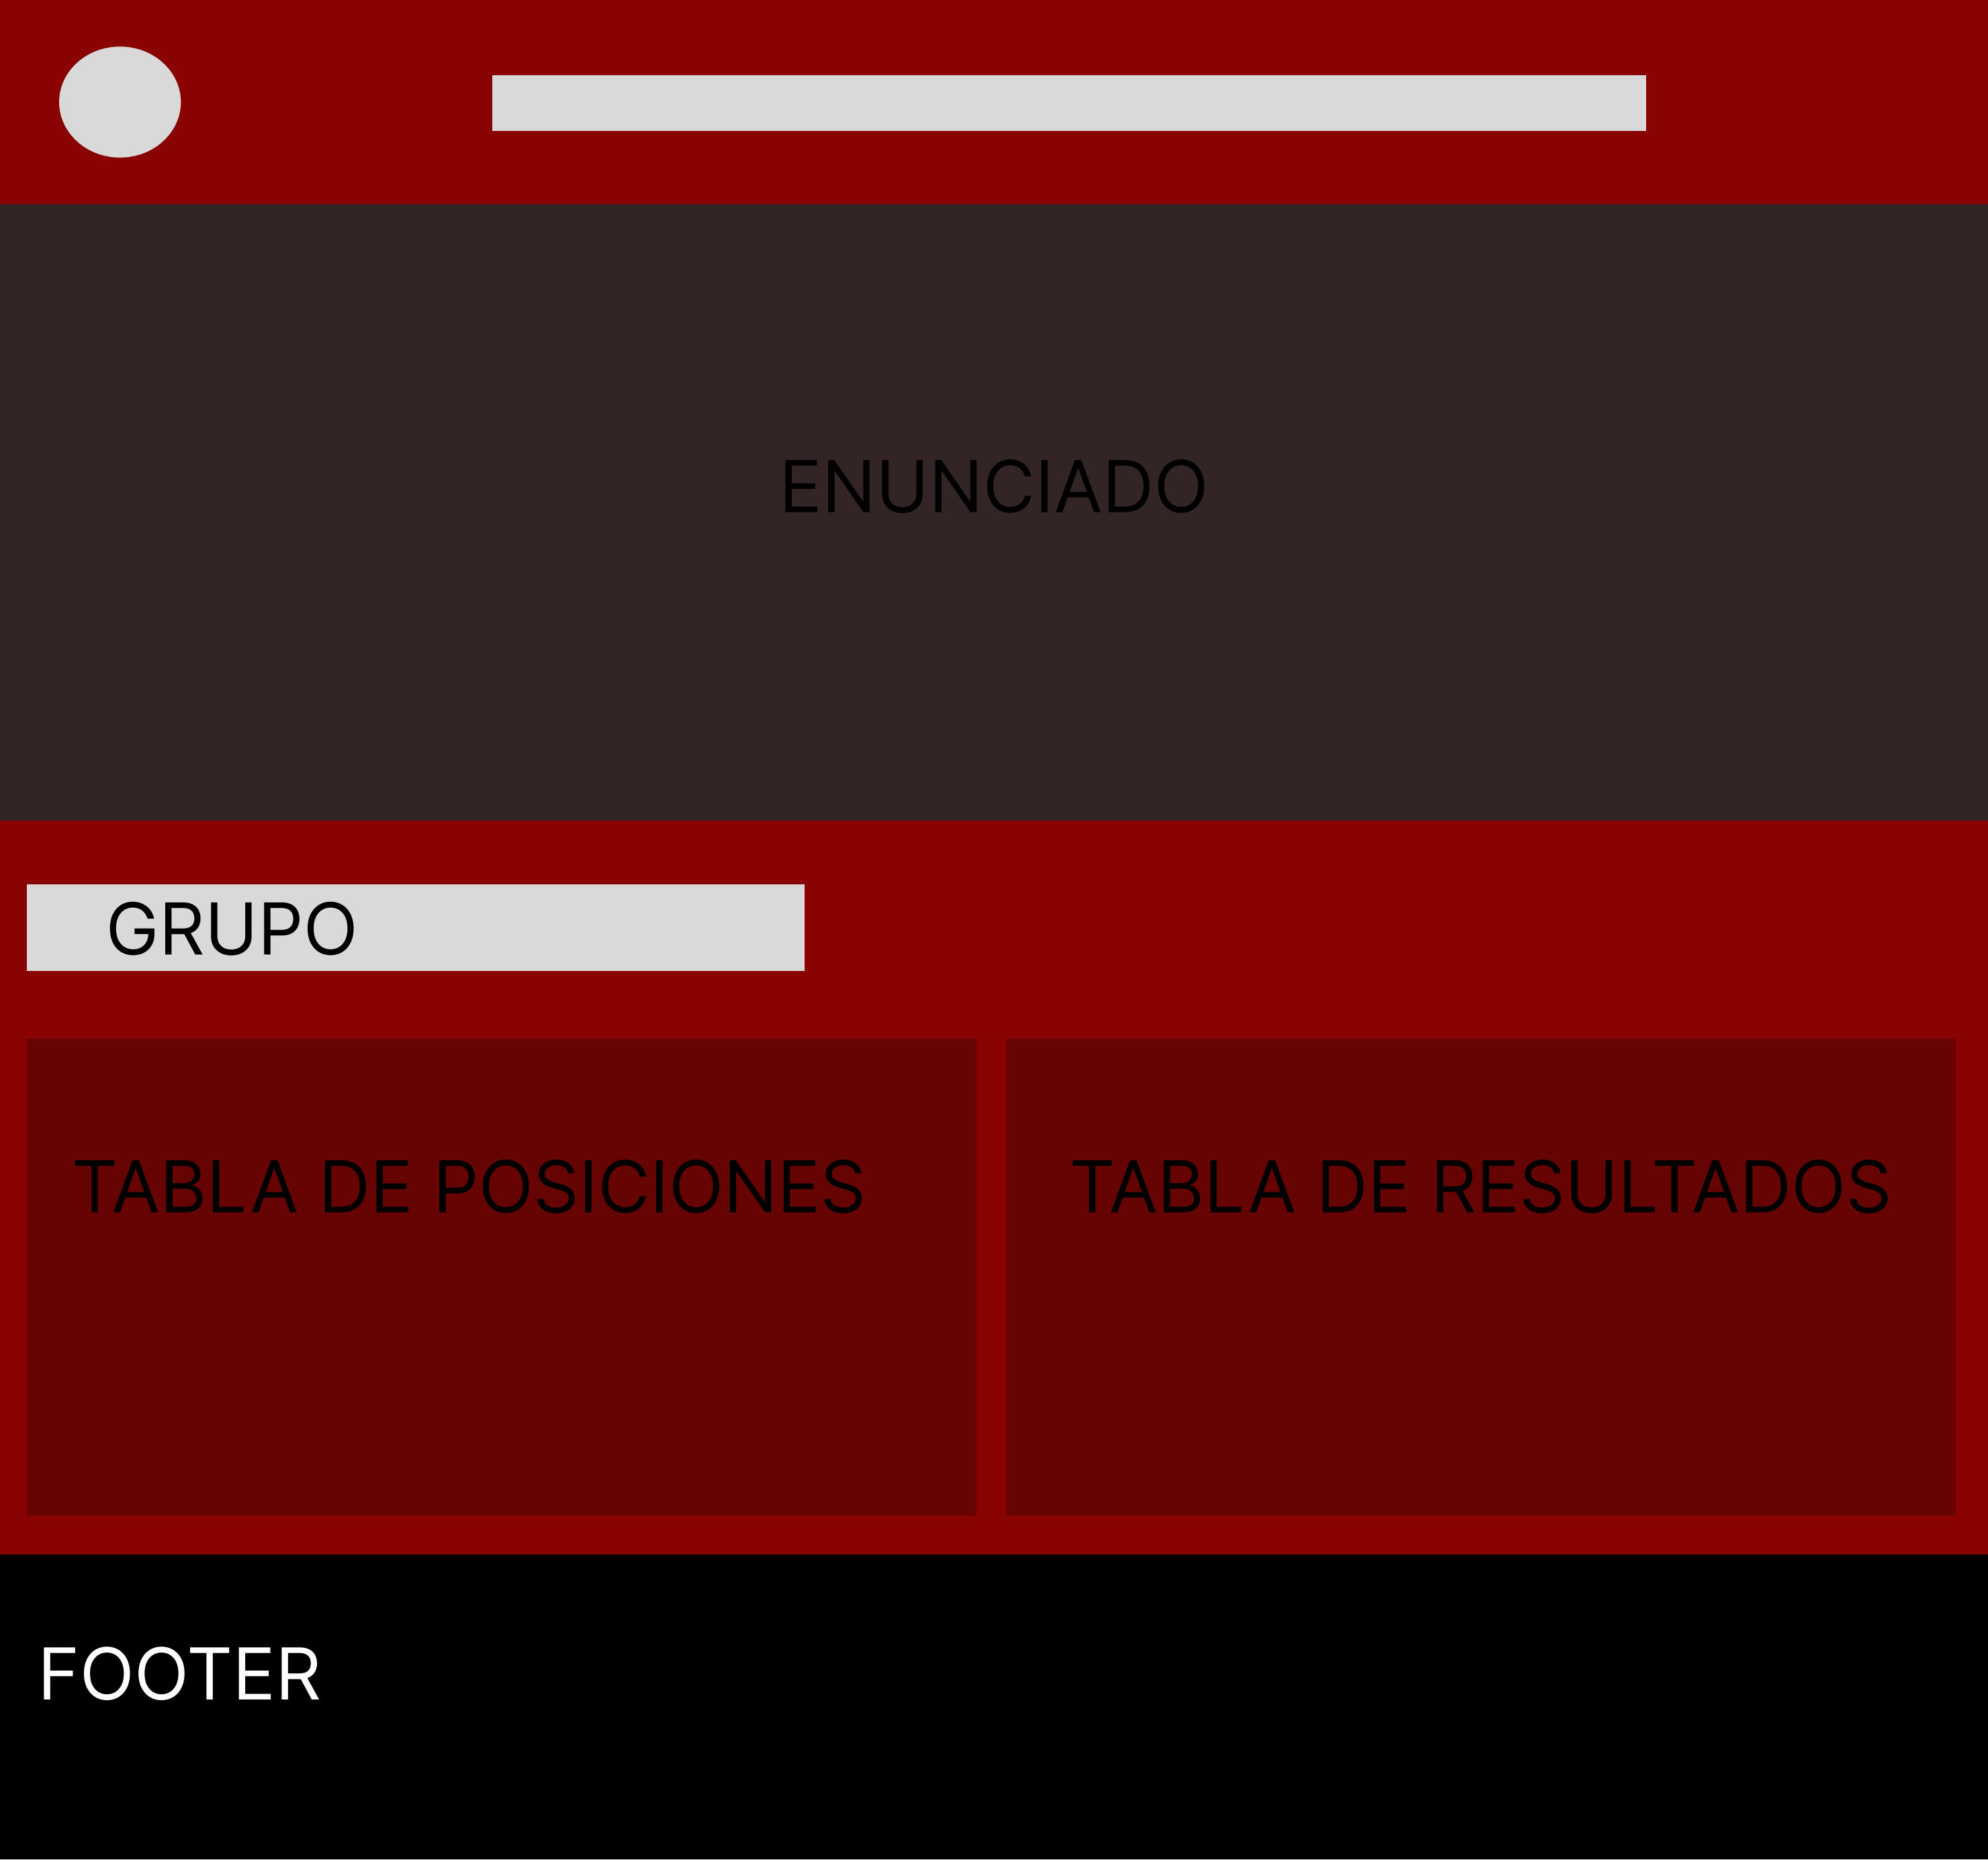 ENUNCIADO
GRUPO
TABLA DE POSICIONES
TABLA DE RESULTADOS
FOOTER